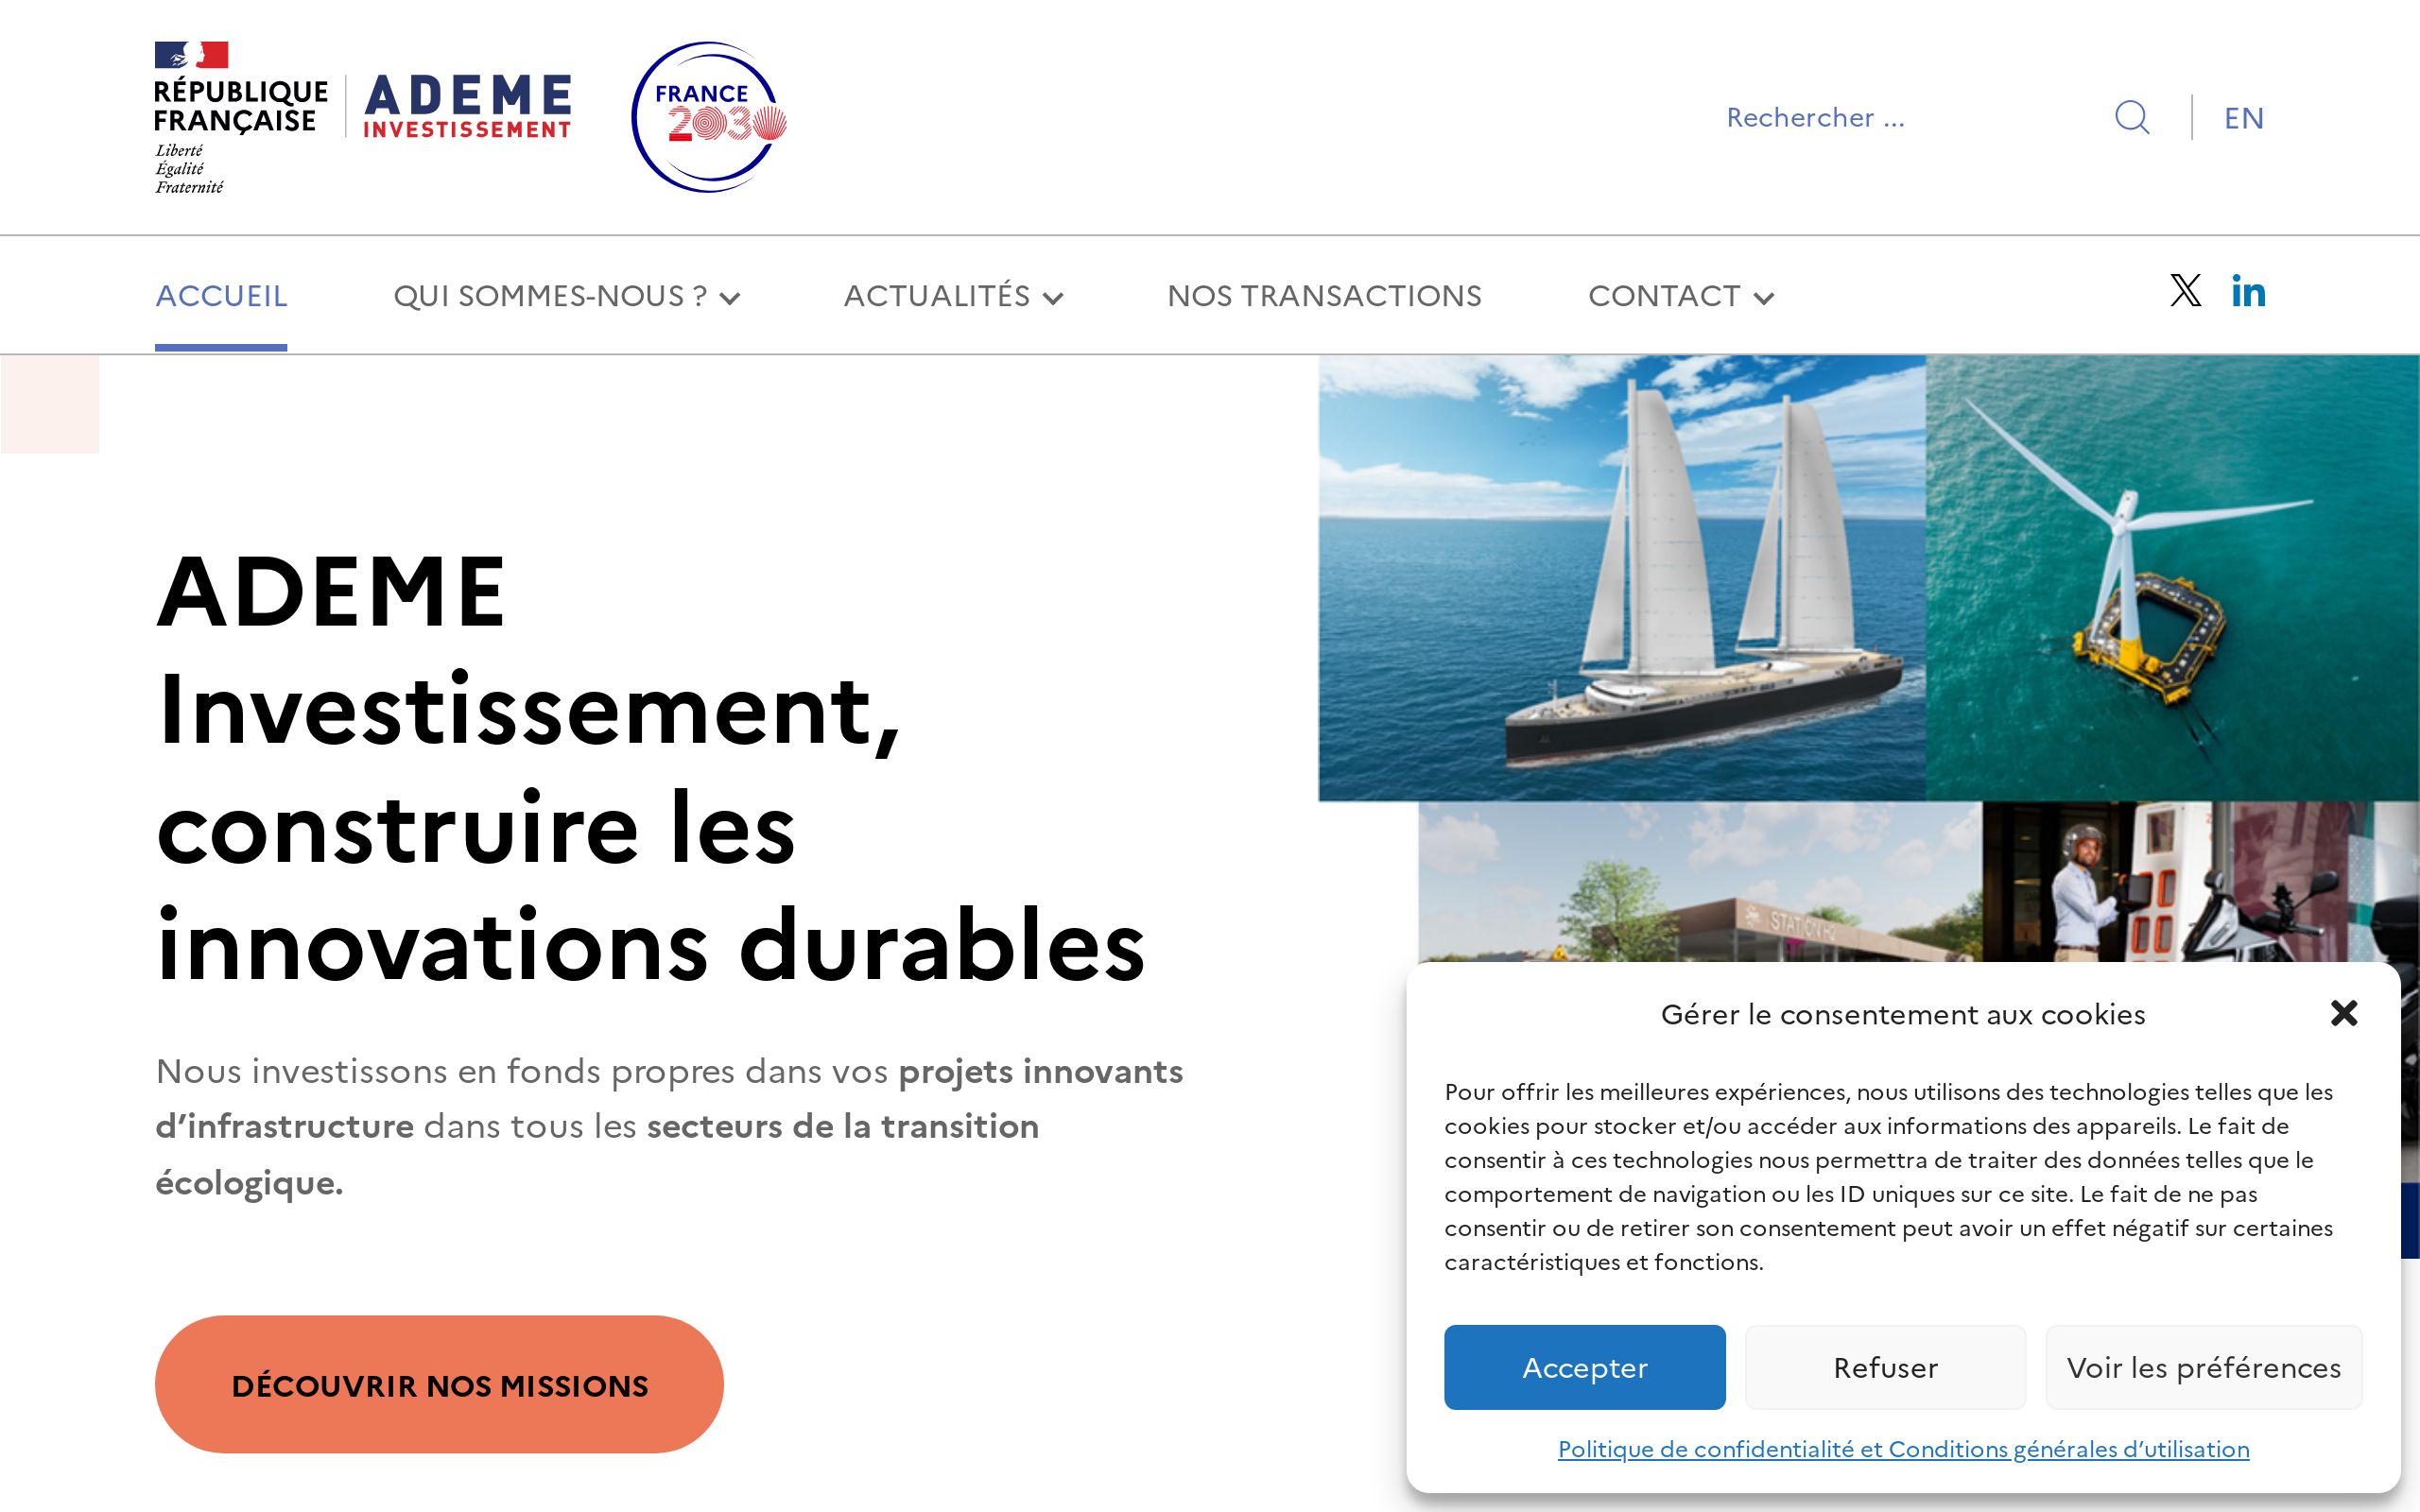 RÉPUBLIQUE
FRANÇAISE
Liberté
Égalité
Fraternité
ADEME
INVESTISSEMENT
FRANCE
2030
Rechercher ...
EN
ACCUEIL
QUI SOMMES-NOUS ?
ACTUALITÉS
NOS TRANSACTIONS
CONTACT
ADEME
Investissement,
construire les
innovations durables
Nous investissons en fonds propres dans vos projets innovants
d’infrastructure dans tous les secteurs de la transition
écologique.
DÉCOUVRIR NOS MISSIONS
STATION H2
Gérer le consentement aux cookies
Pour offrir les meilleures expériences, nous utilisons des technologies telles que les
cookies pour stocker et/ou accéder aux informations des appareils. Le fait de
consentir à ces technologies nous permettra de traiter des données telles que le
comportement de navigation ou les ID uniques sur ce site. Le fait de ne pas
consentir ou de retirer son consentement peut avoir un effet négatif sur certaines
caractéristiques et fonctions.
Accepter
Refuser
Voir les préférences
Politique de confidentialité et Conditions générales d’utilisation